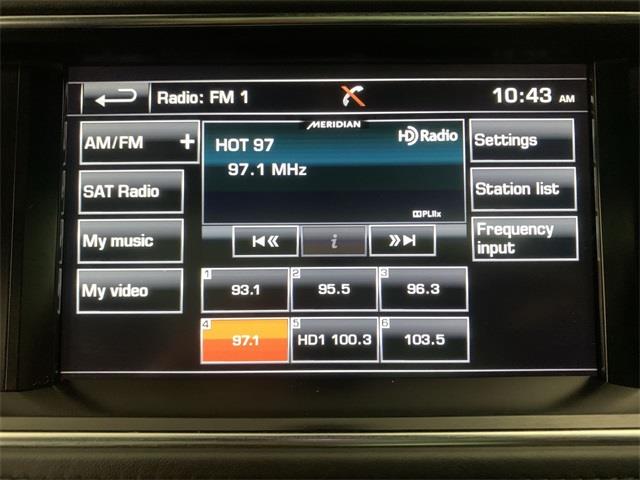 Radio: FM 1
10:43 AM
AM/FM +
MERIDIAN
HD Radio
HOT 97
97.1 MHz
Settings
SAT Radio
Station list
PLIIx
My music
i
Frequency
input
My video
1 93.1
2 95.5
3 96.3
4 97.1
5 HD1 100.3
6 103.5